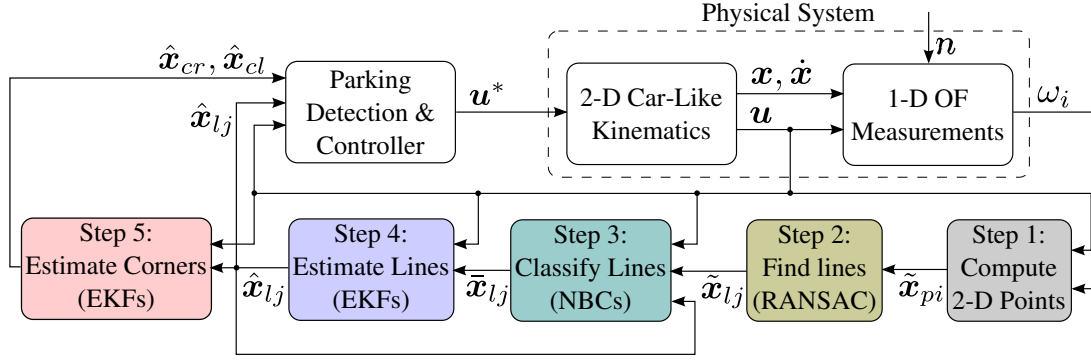 Physical System
x̂_cr, x̂_cl
x̂_lj
Parking
Detection &
Controller
u*
2-D Car-Like
Kinematics
x, ẋ
u
n
1-D OF
Measurements
ω_i
Step 5:
Estimate Corners
(EKFs)
x̂_lj
Step 4:
Estimate Lines
(EKFs)
x̄_lj
Step 3:
Classify Lines
(NBCs)
x̃_lj
Step 2:
Find lines
(RANSAC)
x̃_pi
Step 1:
Compute
2-D Points